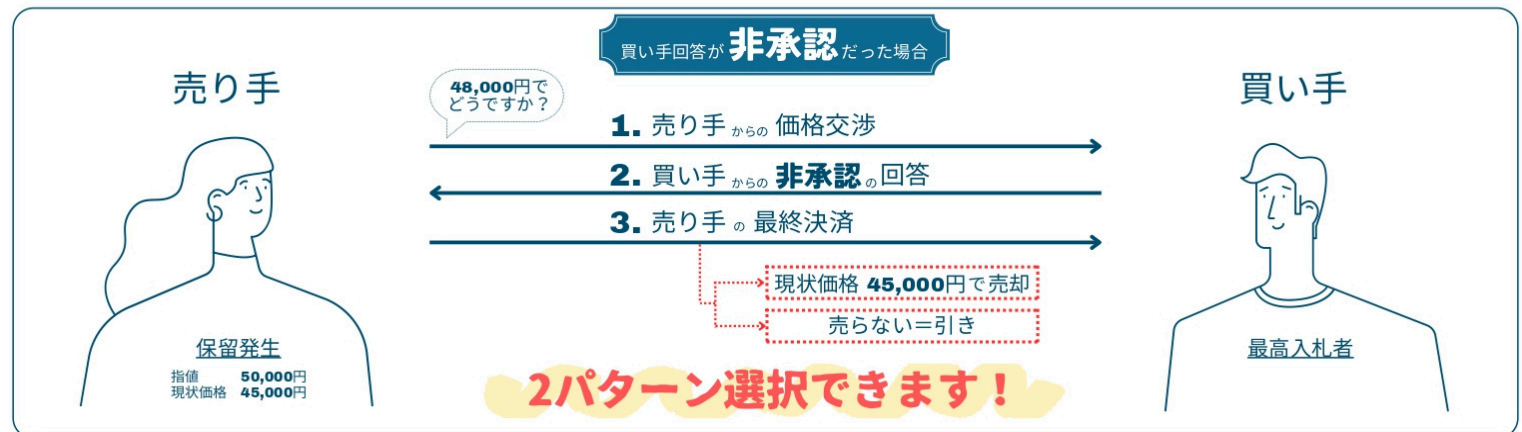 買い手回答が非承認だった場合
売り手
買い手
48,000円で
どうですか？
1. 売り手からの価格交渉
2. 買い手からの非承認の回答
3. 売り手の最終決済
現状価格 45,000円で売却
売らない＝引き
保留発生
指値 50,000円
現状価格 45,000円
最高入札者
2パターン選択できます！